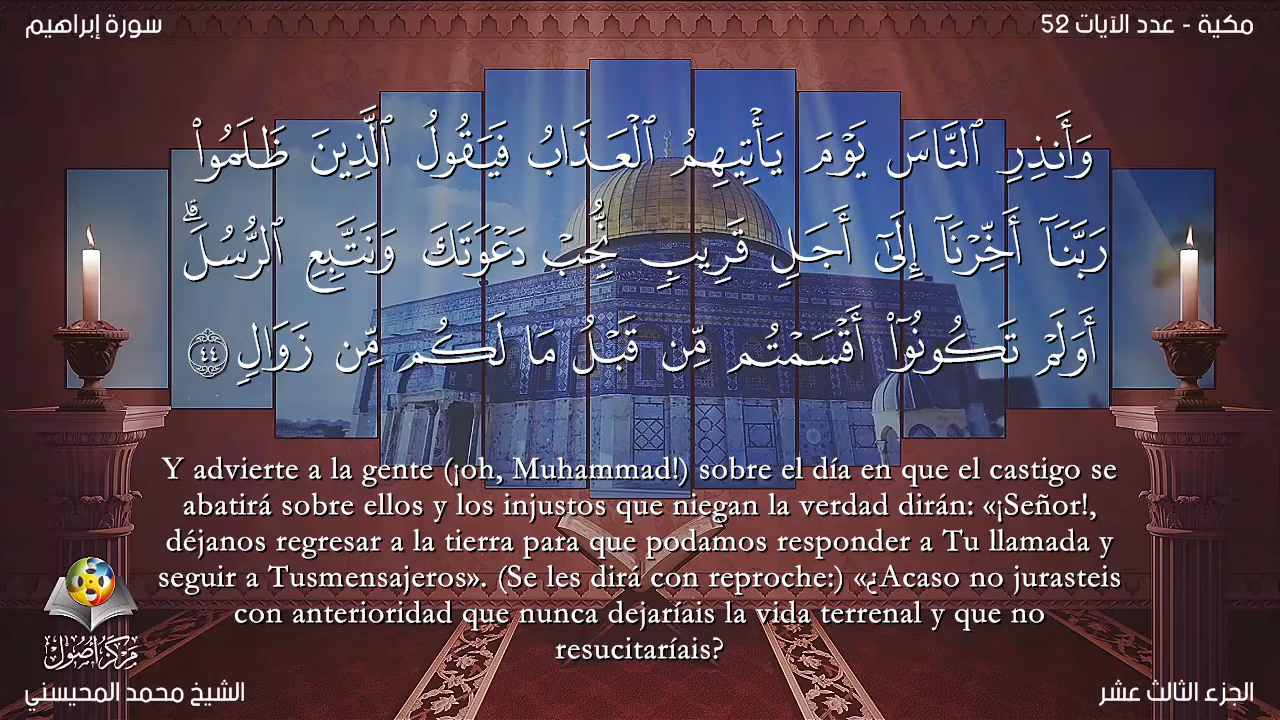 سورة إبراهيم
مكية - عدد الآيات 52
وَأَنذِرِ ٱلنَّاسَ يَوْمَ يَأْتِيهِمُ ٱلْعَذَابُ فَيَقُولُ ٱلَّذِينَ ظَلَمُوا۟
رَبَّنَآ أَخِّرْنَآ إِلَىٰٓ أَجَلٍ قَرِيبٍ نُّجِبْ دَعْوَتَكَ وَنَتَّبِعِ ٱلرُّسُلَ ۗ
أَوَلَمْ تَكُونُوٓا۟ أَقْسَمْتُم مِّن قَبْلُ مَا لَكُم مِّن زَوَالٍ ٤٤
Y advierte a la gente (¡oh, Muhammad!) sobre el día en que el castigo se
abatirá sobre ellos y los injustos que niegan la verdad dirán: «¡Señor!,
déjanos regresar a la tierra para que podamos responder a Tu llamada y
seguir a Tusmensajeros». (Se les dirá con reproche:) «¿Acaso no jurasteis
con anterioridad que nunca dejaríais la vida terrenal y que no
resucitaríais?
مركز أصول
الشيخ محمد المحيسني
الجزء الثالث عشر